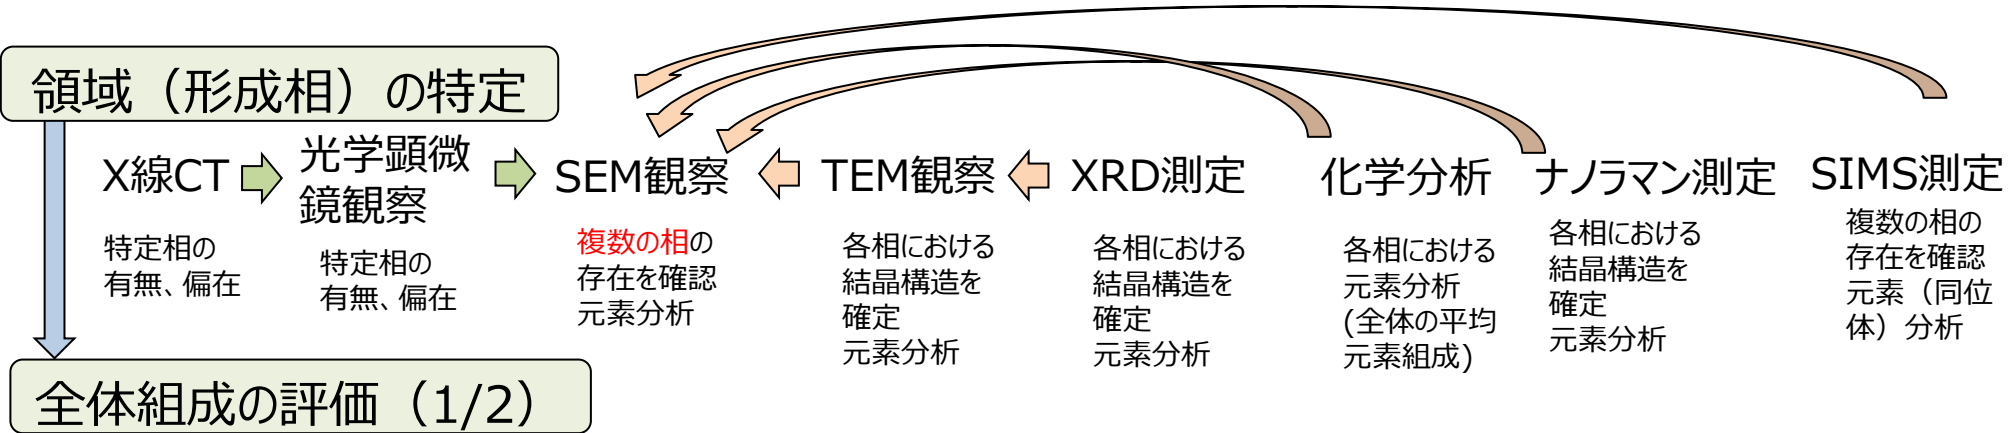 領域（形成相）の特定
X線CT
特定相の
有無、偏在
光学顕微
鏡観察
特定相の
有無、偏在
SEM観察
複数の相の
存在を確認
元素分析
TEM観察
各相における
結晶構造を
確定
元素分析
XRD測定
各相における
結晶構造を
確定
元素分析
化学分析
各相における
元素分析
(全体の平均
元素組成)
ナノラマン測定
各相における
結晶構造を
確定
元素分析
SIMS測定
複数の相の
存在を確認
元素（同位
体）分析
全体組成の評価（1/2）